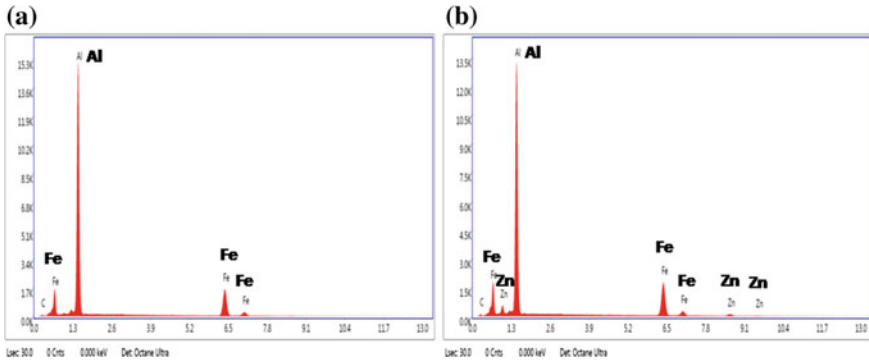 (a)
Al Al
15.3K
13.6K
11.9K
10.2K
8.5K
6.8K
5.1K
3.4K
1.7K
0.0K
Fe
Fe
C
Fe
Fe
Fe
Fe
0.0 1.3 2.6 3.9 5.2 6.5 7.8 9.1 10.4 11.7 13.0
Lsec: 30.0 0 Cnts 0.000 keV Det: Octane Ultra
(b)
Al Al
13.5K
12.0K
10.5K
9.0K
7.5K
6.0K
4.5K
3.0K
1.5K
0.0K
Fe
Fe
Zn
Zn
C
Fe
Fe
Fe
Fe
Zn
Zn
Zn
Zn
0.0 1.3 2.6 3.9 5.2 6.5 7.8 9.1 10.4 11.7 13.0
Lsec: 30.0 0 Cnts 0.000 keV Det: Octane Ultra